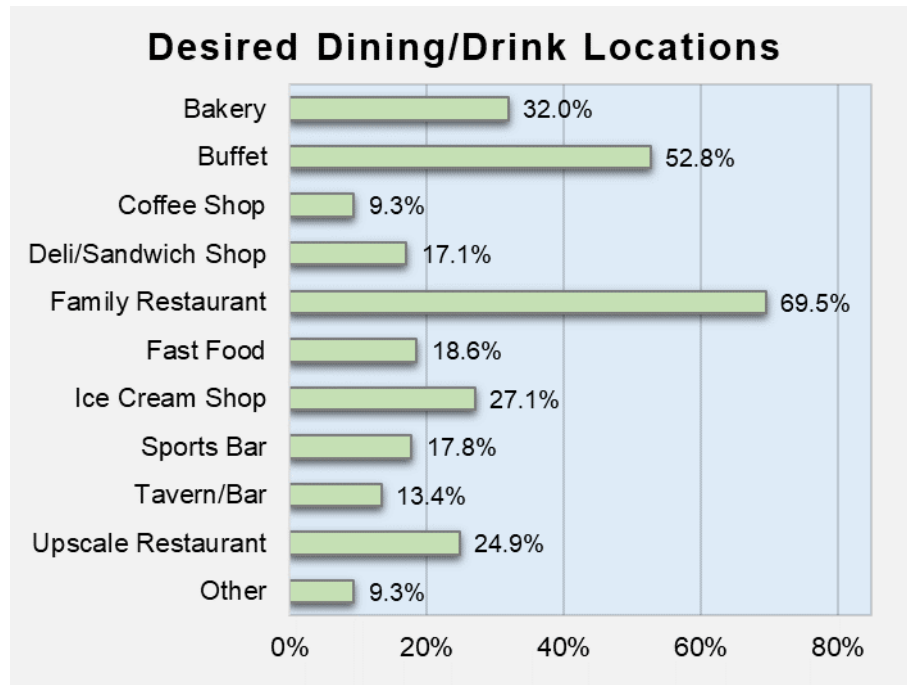 Desired Dining/Drink Locations
Bakery 32.0%
Buffet 52.8%
Coffee Shop 9.3%
Deli/Sandwich Shop 17.1%
Family Restaurant 69.5%
Fast Food 18.6%
Ice Cream Shop 27.1%
Sports Bar 17.8%
Tavern/Bar 13.4%
Upscale Restaurant 24.9%
Other 9.3%
0% 20% 40% 60% 80%